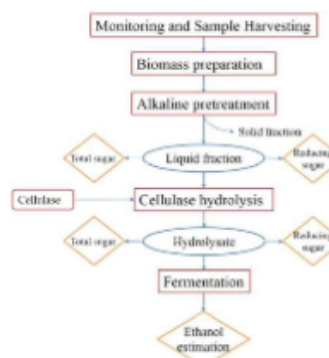 Monitoring and Sample Harvesting
Biomass preparation
Alkaline pretreatment
Solid fraction
Total sugar
Liquid fraction
Reducing
sugar
Cellulase
Cellulase hydrolysis
Total sugar
Hydrolysate
Reducing
sugar
Fermentation
Ethanol
estimation